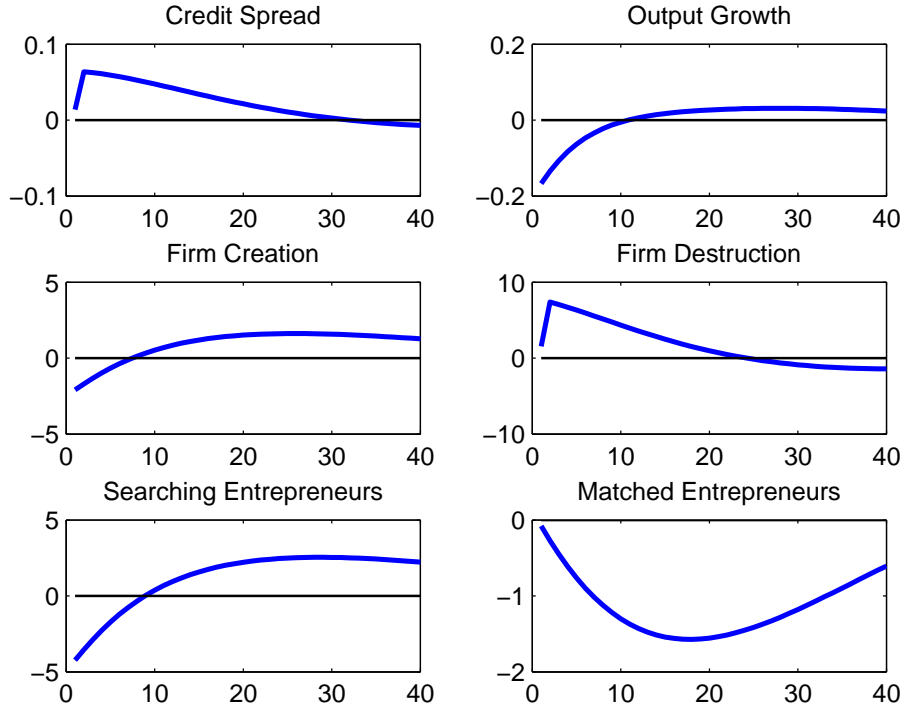 Credit Spread
0.1
0
−0.1
0 10 20 30 40
Output Growth
0.2
0
−0.2
0 10 20 30 40
Firm Creation
5
0
−5
0 10 20 30 40
Firm Destruction
10
0
−10
0 10 20 30 40
Searching Entrepreneurs
5
0
−5
0 10 20 30 40
Matched Entrepreneurs
0
−1
−2
0 10 20 30 40